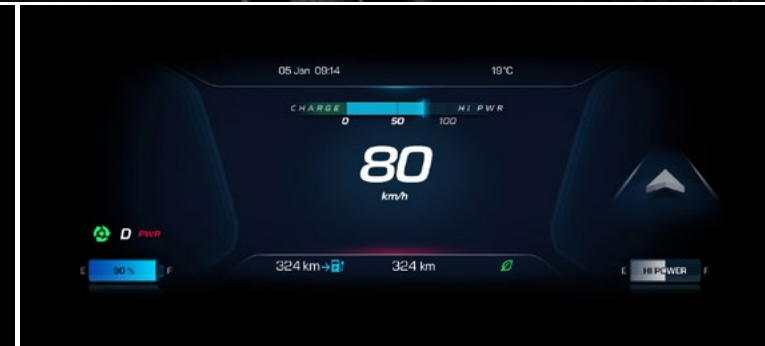 05 Jan 09:14 19°C
CHARGE HI PWR
0 50 100
80
km/h
D PWR
324 km 324 km
E 90 % F
E HI POWER F